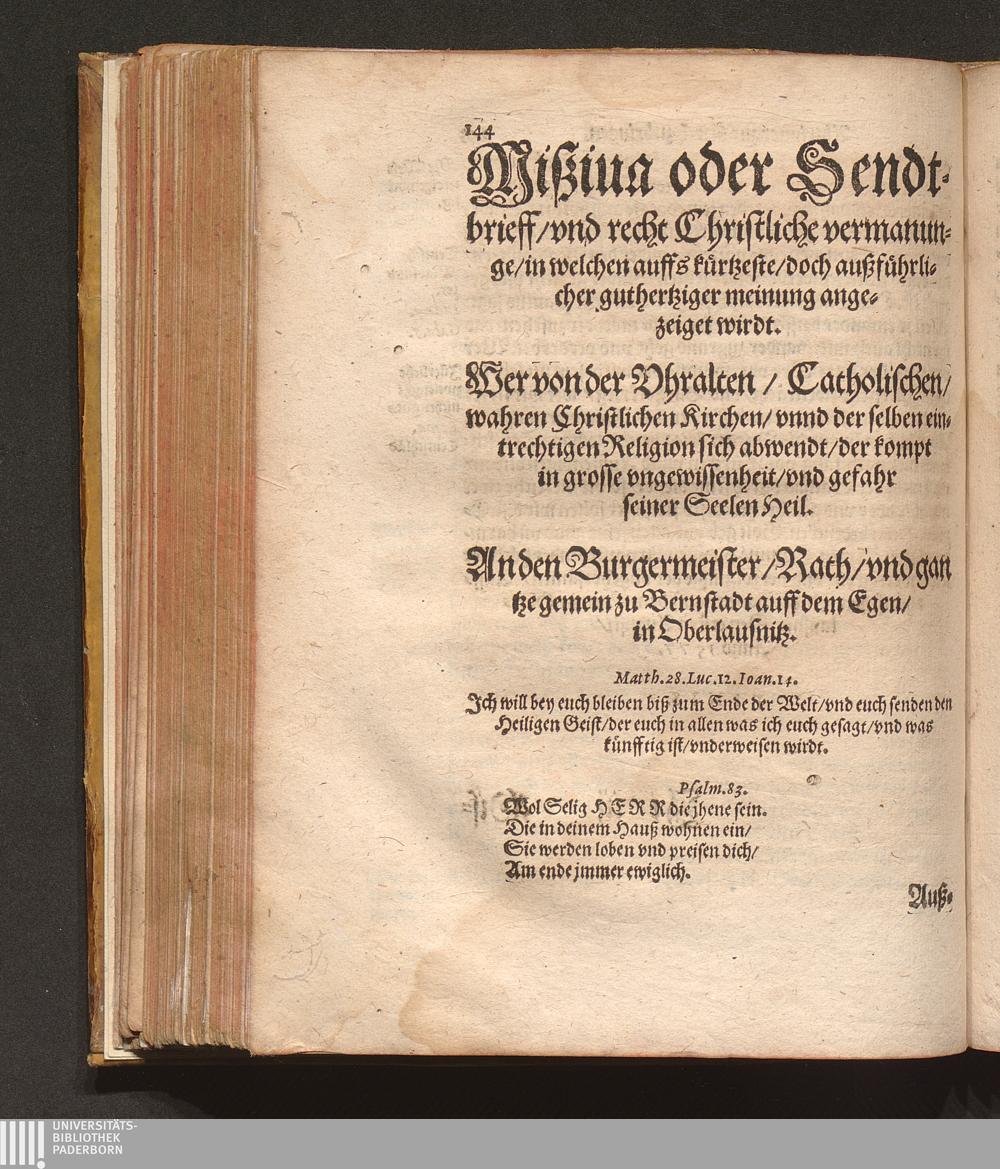 144
Mißiua oder Sendt-
brieff/vnd recht Christliche vermanun-
ge/in welchen auffs kürtzeste/doch außführli-
cher guthertziger meinung ange-
zeiget wirdt.
Wer von der Vhralten / Catholischen/
wahren Christlichen Kirchen/ vnnd der selben ein-
trechtigen Religion sich abwendt/der kompt
in grosse vngewissenheit/vnd gefahr
seiner Seelen Heil.
An den Burgermeister/Rath/vnd gan
tze gemein zu Bernstadt auff dem Egen/
in Oberlausnitz.
Matth.28.Luc.12.Ioan.14.
Ich will bey euch bleiben biß zum Ende der Welt/vnd euch senden den
Heiligen Geist/der euch in allen was ich euch gesagt/vnd was
künfftig ist/vnderweisen wirdt.
Psalm.83.
Wol Selig HERR die jhene sein.
Die in deinem Hauß wohnen ein/
Sie werden loben vnd preisen dich/
Am ende jmmer ewiglich.
Auß-
UNIVERSITÄTS-
BIBLIOTHEK
PADERBORN